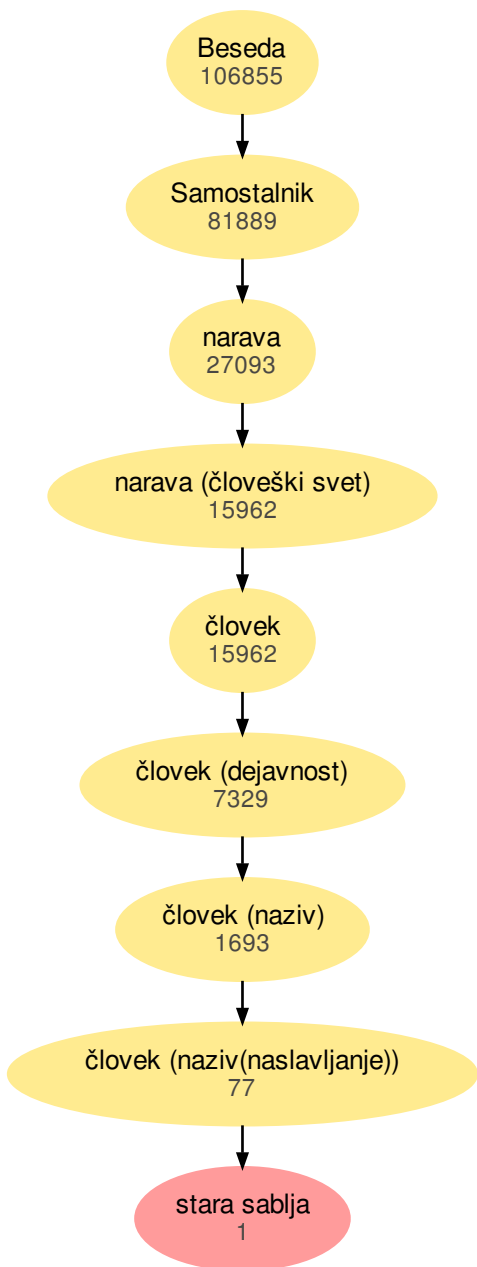 Beseda
106855
Samostalnik
81889
narava
27093
narava (človeški svet)
15962
človek
15962
človek (dejavnost)
7329
človek (naziv)
1693
človek (naziv(naslavljanje))
77
stara sablja
1